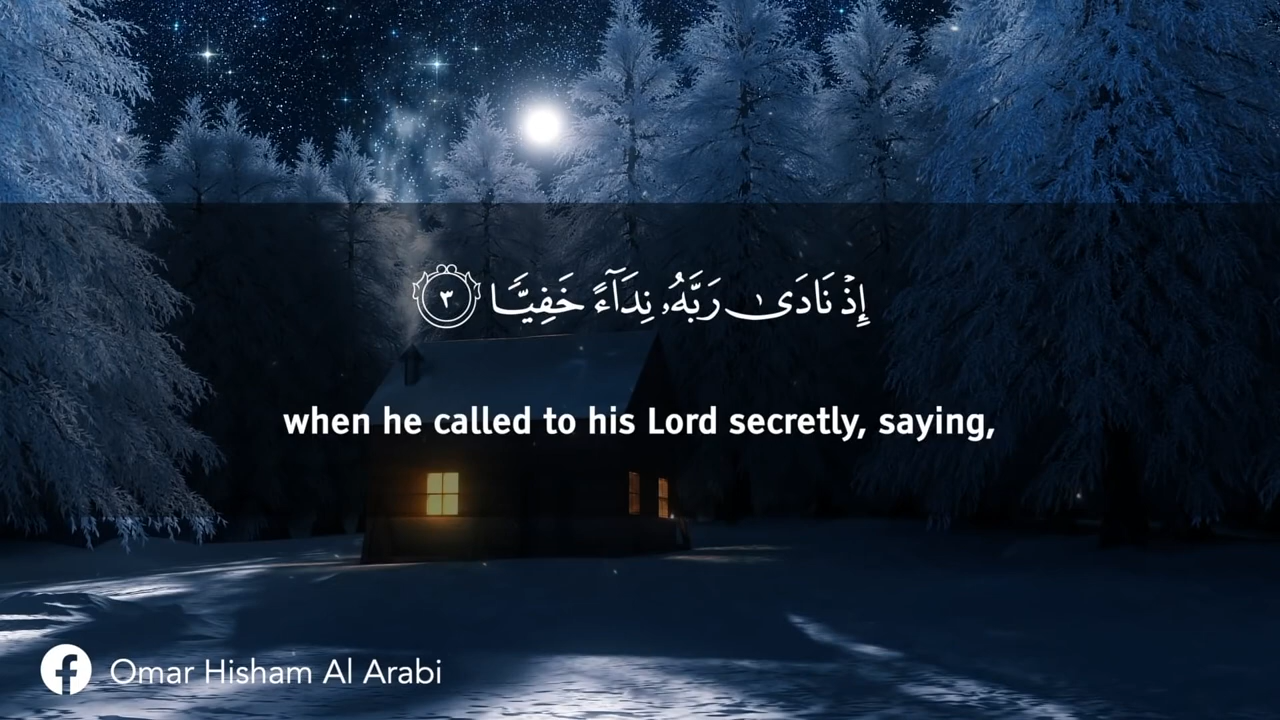 إِذۡ نَادَىٰ رَبَّهُۥ نِدَآءً خَفِيّٗا ٣
when he called to his Lord secretly, saying,
Omar Hisham Al Arabi